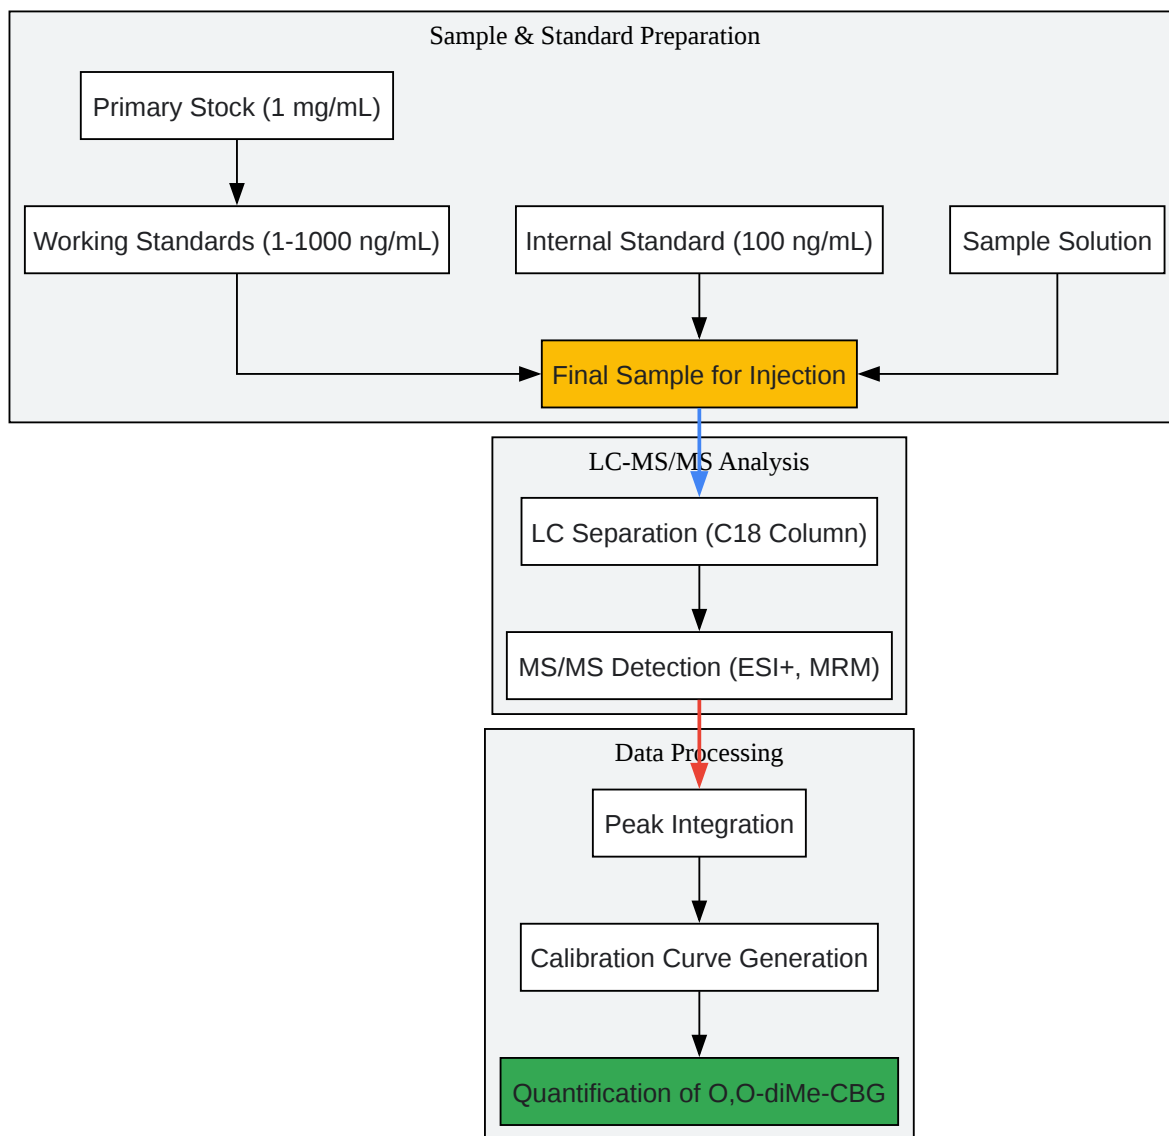 Sample & Standard Preparation
Primary Stock (1 mg/mL)
Working Standards (1-1000 ng/mL)
Internal Standard (100 ng/mL)
Sample Solution
Final Sample for Injection
LC-MS/MS Analysis
LC Separation (C18 Column)
MS/MS Detection (ESI+, MRM)
Data Processing
Peak Integration
Calibration Curve Generation
Quantification of O,O-diMe-CBG